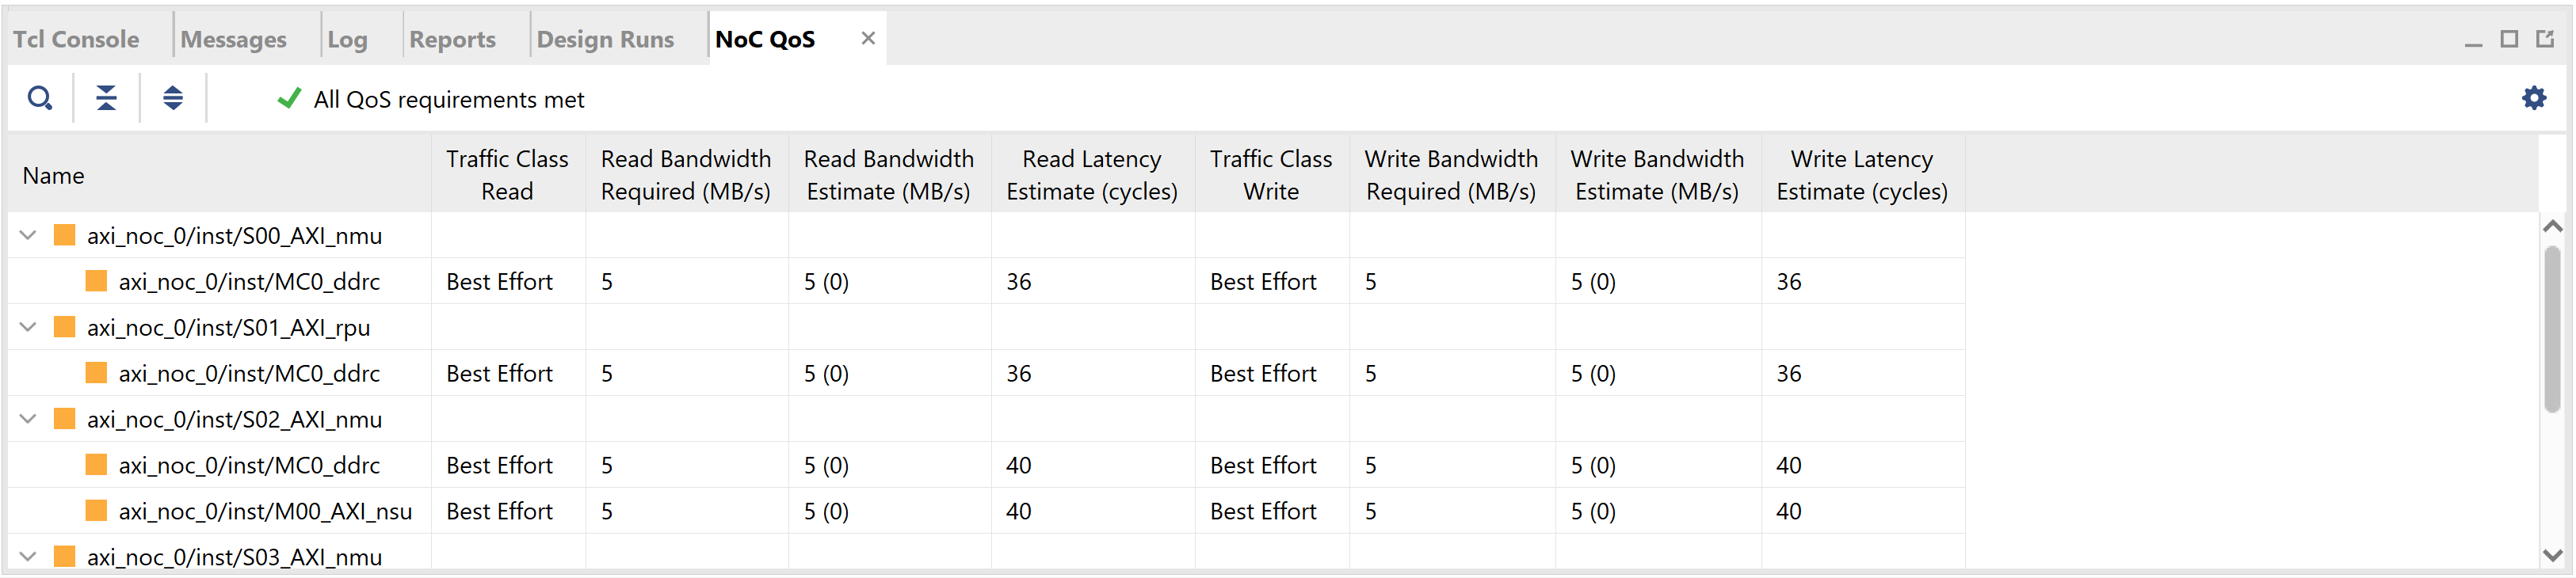 Tcl Console Messages Log Reports Design Runs NoC QoS
All QoS requirements met
Name Traffic Class Read Read Bandwidth Required (MB/s) Read Bandwidth Estimate (MB/s) Read Latency Estimate (cycles) Traffic Class Write Write Bandwidth Required (MB/s) Write Bandwidth Estimate (MB/s) Write Latency Estimate (cycles)
axi_noc_0/inst/S00_AXI_nmu
axi_noc_0/inst/MC0_ddrc Best Effort 5 5 (0) 36 Best Effort 5 5 (0) 36
axi_noc_0/inst/S01_AXI_rpu
axi_noc_0/inst/MC0_ddrc Best Effort 5 5 (0) 36 Best Effort 5 5 (0) 36
axi_noc_0/inst/S02_AXI_nmu
axi_noc_0/inst/MC0_ddrc Best Effort 5 5 (0) 40 Best Effort 5 5 (0) 40
axi_noc_0/inst/M00_AXI_nsu Best Effort 5 5 (0) 40 Best Effort 5 5 (0) 40
axi_noc_0/inst/S03_AXI_nmu